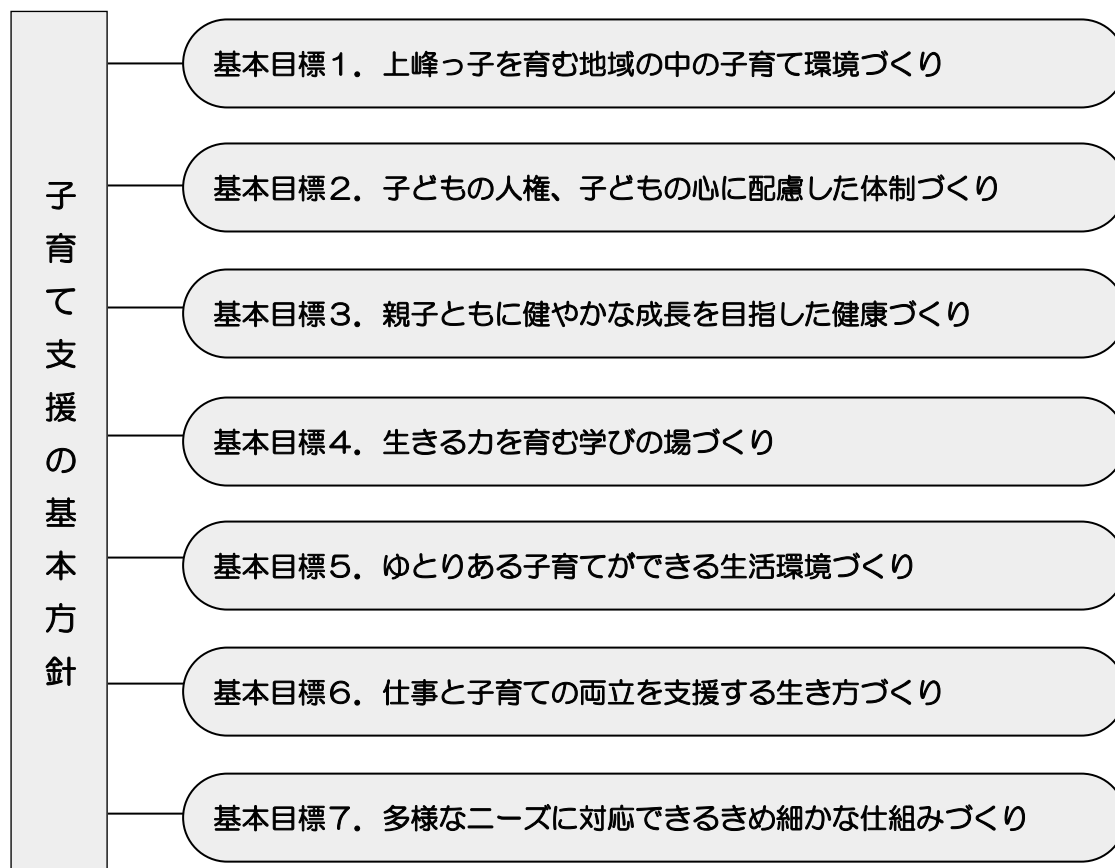 子育て支援の基本方針
基本目標１．上峰っ子を育む地域の中の子育て環境づくり
基本目標２．子どもの人権、子どもの心に配慮した体制づくり
基本目標３．親子ともに健やかな成長を目指した健康づくり
基本目標４．生きる力を育む学びの場づくり
基本目標５．ゆとりある子育てができる生活環境づくり
基本目標６．仕事と子育ての両立を支援する生き方づくり
基本目標７．多様なニーズに対応できるきめ細かな仕組みづくり